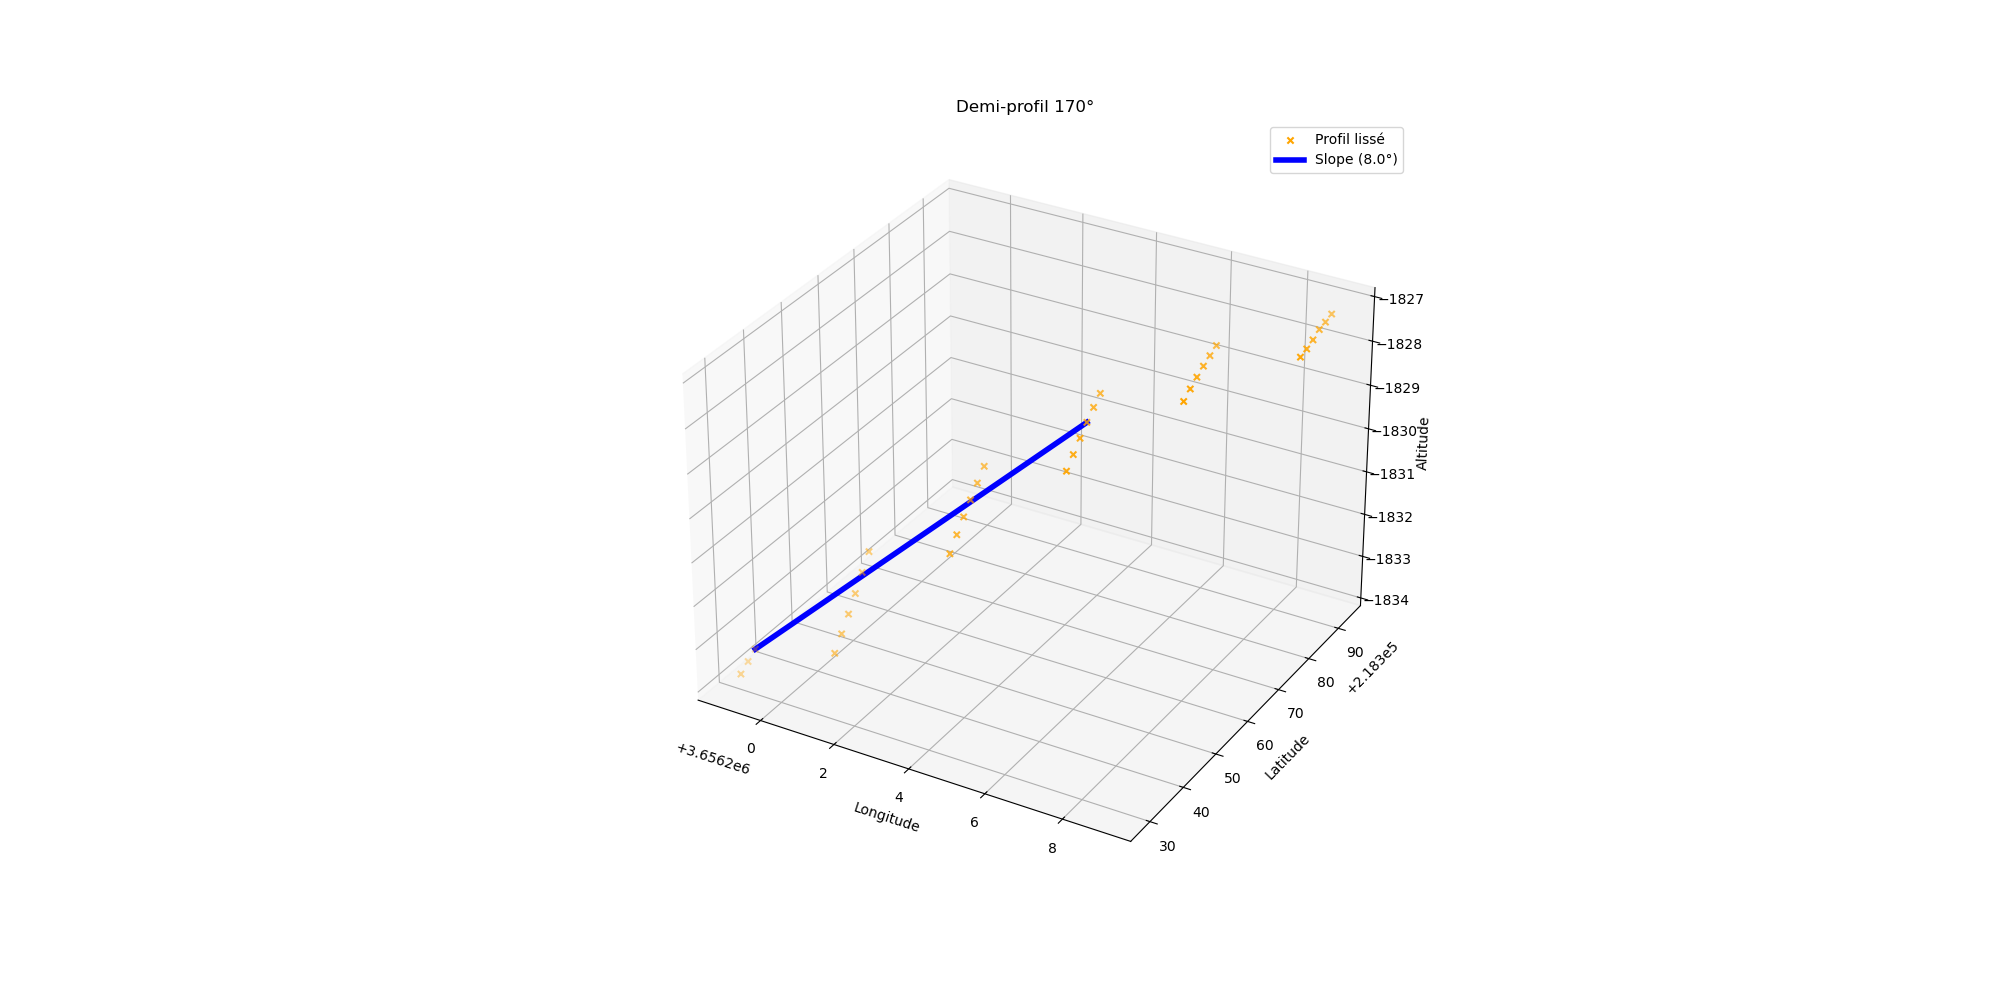 Demi-profil 170°
Profil lissé
Slope (8.0°)
−1827
−1828
−1829
−1830
−1831
−1832
−1833
−1834
Altitude
90
80
70
60
50
40
30
+2.183e5
Latitude
0
2
4
6
8
+3.6562e6
Longitude